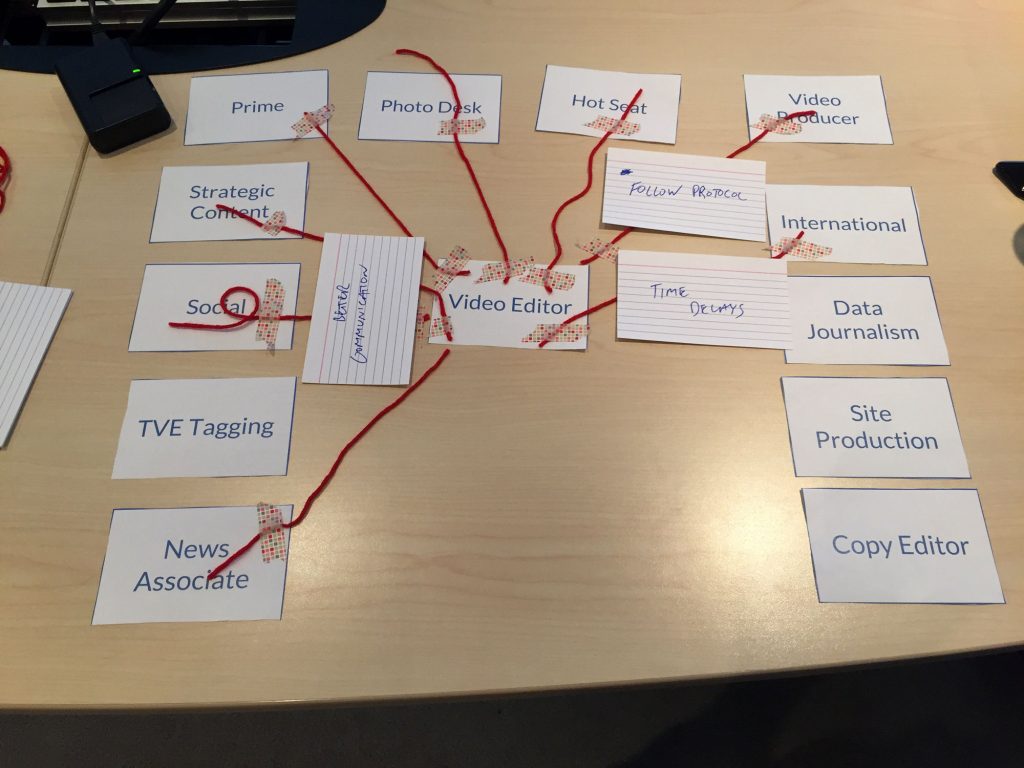 Prime
Photo Desk
Hot Seat
Video
Producer
Strategic
Content
FOLLOW PROTOCOL
International
Social
BETTER
COMMUNICATION
Video Editor
TIME
DELAYS
Data
Journalism
TVE Tagging
Site
Production
News
Associate
Copy Editor